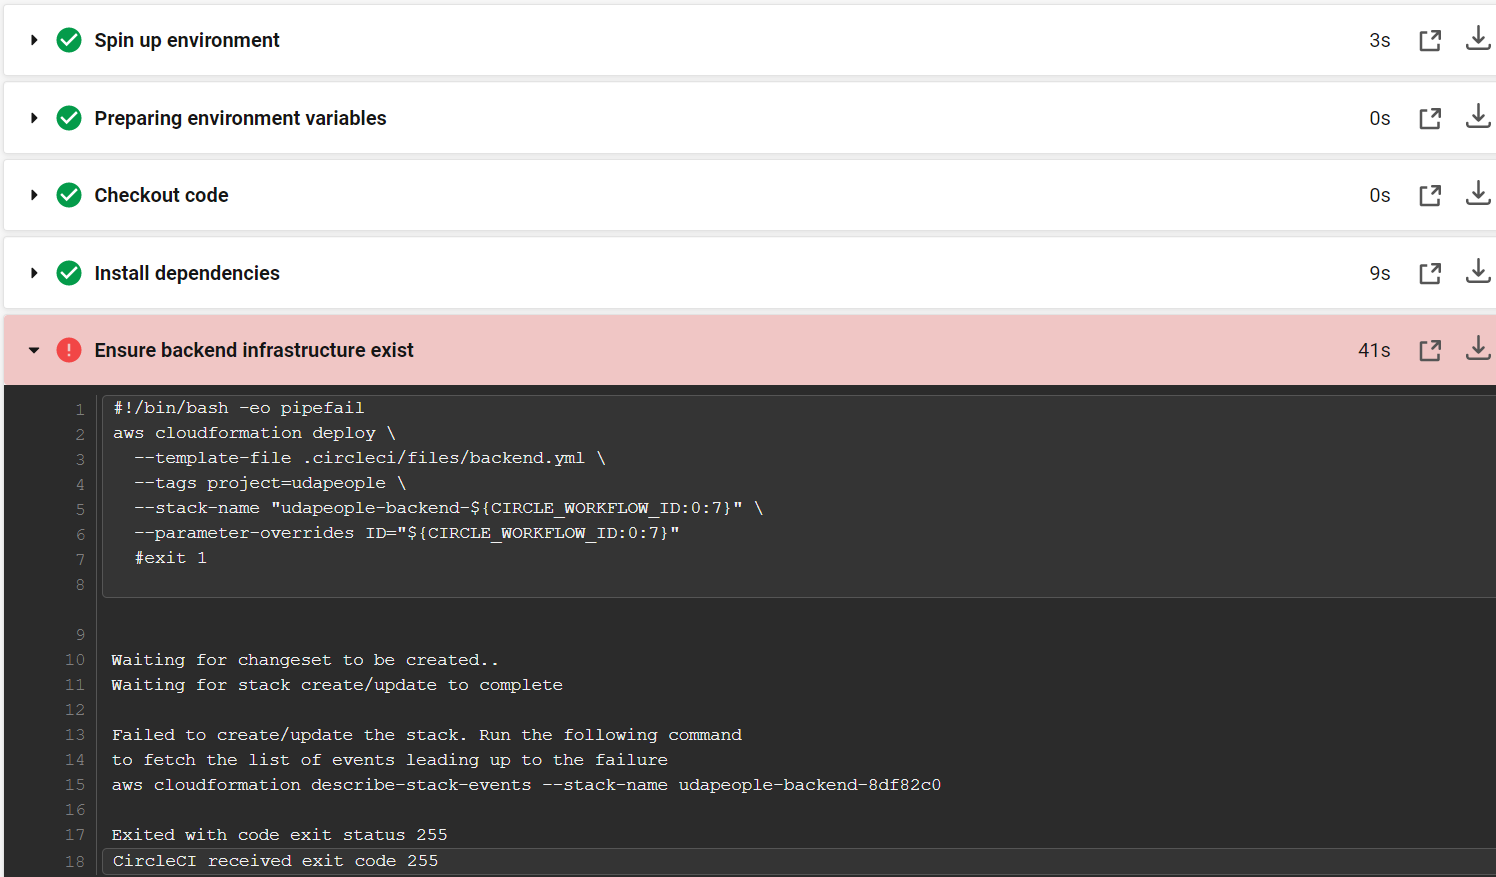 Spin up environment 3s
Preparing environment variables 0s
Checkout code 0s
Install dependencies 9s
Ensure backend infrastructure exist 41s
1 #!/bin/bash -eo pipefail
2 aws cloudformation deploy \
3 --template-file .circleci/files/backend.yml \
4 --tags project=udapeople \
5 --stack-name "udapeople-backend-${CIRCLE_WORKFLOW_ID:0:7}" \
6 --parameter-overrides ID="${CIRCLE_WORKFLOW_ID:0:7}"
7 #exit 1
8
9
10 Waiting for changeset to be created..
11 Waiting for stack create/update to complete
12
13 Failed to create/update the stack. Run the following command
14 to fetch the list of events leading up to the failure
15 aws cloudformation describe-stack-events --stack-name udapeople-backend-8df82c0
16
17 Exited with code exit status 255
18 CircleCI received exit code 255